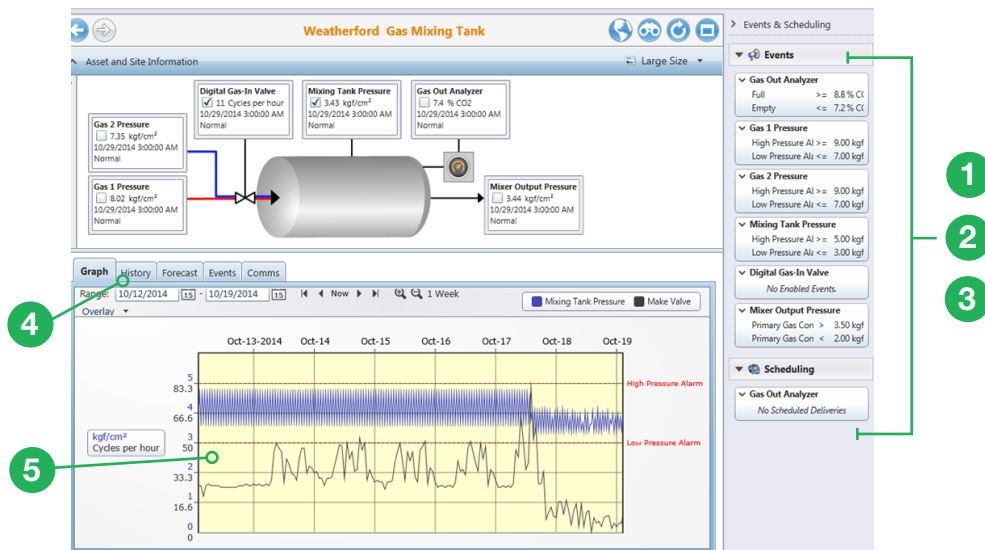 Weatherford Gas Mixing Tank
Asset and Site Information
Large Size
Digital Gas-In Valve
11 Cycles per hour
10/29/2014 3:00:00 AM
Normal
Mixing Tank Pressure
3.43 kgf/cm²
10/29/2014 3:00:00 AM
Normal
Gas Out Analyzer
7.4 % CO2
10/29/2014 3:00:00 AM
Normal
Gas 2 Pressure
7.35 kgf/cm²
10/29/2014 3:00:00 AM
Normal
Gas 1 Pressure
8.02 kgf/cm²
10/29/2014 3:00:00 AM
Normal
Mixer Output Pressure
3.44 kgf/cm²
10/29/2014 3:00:00 AM
Normal
Graph History Forecast Events Comms
Range: 10/12/2014 15 - 10/19/2014 15 Now 1 Week
Overlay
Mixing Tank Pressure Make Valve
Oct-13-2014 Oct-14 Oct-15 Oct-16 Oct-17 Oct-18 Oct-19
5
83.3
4
66.6
3
50
2
33.3
1
16.6
0
0
kgf/cm²
Cycles per hour
High Pressure Alarm
Low Pressure Alarm
Events & Scheduling
Events
Gas Out Analyzer
Full >= 8.8 % C(
Empty <= 7.2 % C(
Gas 1 Pressure
High Pressure Al >= 9.00 kgf
Low Pressure Ala <= 7.00 kgf
Gas 2 Pressure
High Pressure Al >= 9.00 kgf
Low Pressure Ala <= 7.00 kgf
Mixing Tank Pressure
High Pressure Al >= 5.00 kgf
Low Pressure Ala <= 3.00 kgf
Digital Gas-In Valve
No Enabled Events.
Mixer Output Pressure
Primary Gas Con > 3.50 kgf
Primary Gas Con < 2.00 kgf
Scheduling
Gas Out Analyzer
No Scheduled Deliveries
1
2
3
4
5